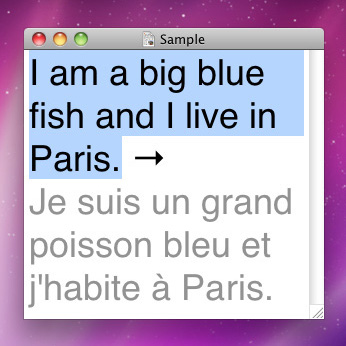 Sample
I am a big blue
fish and I live in
Paris. →
Je suis un grand
poisson bleu et
j'habite à Paris.